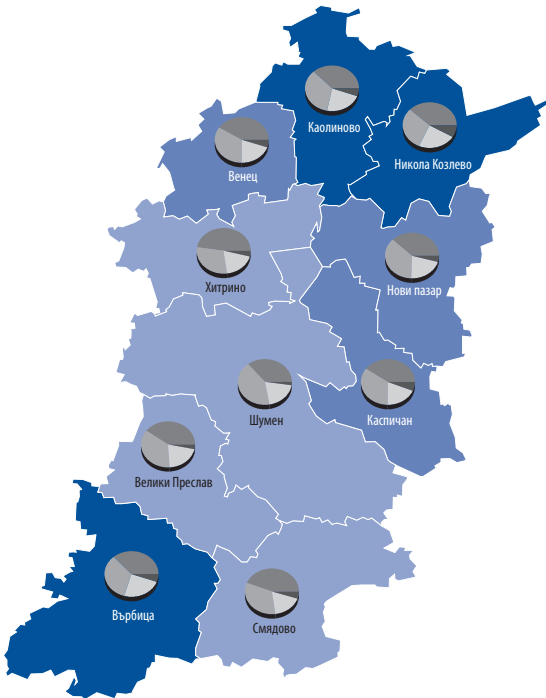 Каолиново
Никола Козлево
Венец
Хитрино
Нови пазар
Шумен
Каспичан
Велики Преслав
Върбица
Смядово